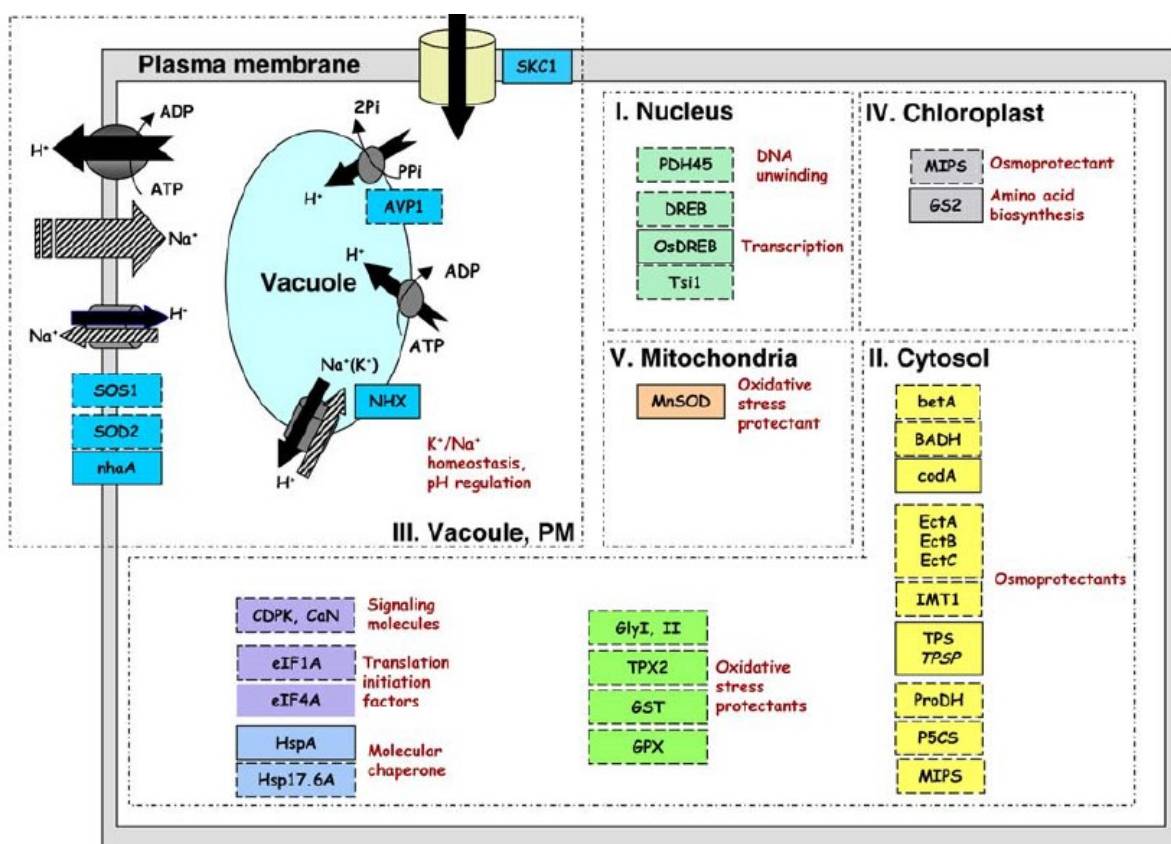 Plasma membrane
SKC1
ADP
H⁺
ATP
Na⁺
H⁺
Na⁺
SOS1
SOD2
nhaA
2Pi
PPi
H⁺
AVP1
H⁺
ADP
Vacuole
ATP
Na⁺(K⁺)
NHX
H⁺
K⁺/Na⁺
homeostasis,
pH regulation
III. Vacoule, PM
I. Nucleus
PDH45
DNA
unwinding
DREB
OsDREB
Transcription
Tsi1
IV. Chloroplast
MIPS
Osmoprotectant
GS2
Amino acid
biosynthesis
V. Mitochondria
MnSOD
Oxidative
stress
protectant
II. Cytosol
betA
BADH
codA
EctA
EctB
EctC
Osmoprotectants
IMT1
TPS
TPSP
ProDH
P5CS
MIPS
CDPK, CaN
Signaling
molecules
eIF1A
eIF4A
Translation
initiation
factors
HspA
Hsp17.6A
Molecular
chaperone
GlyI, II
TPX2
GST
GPX
Oxidative
stress
protectants